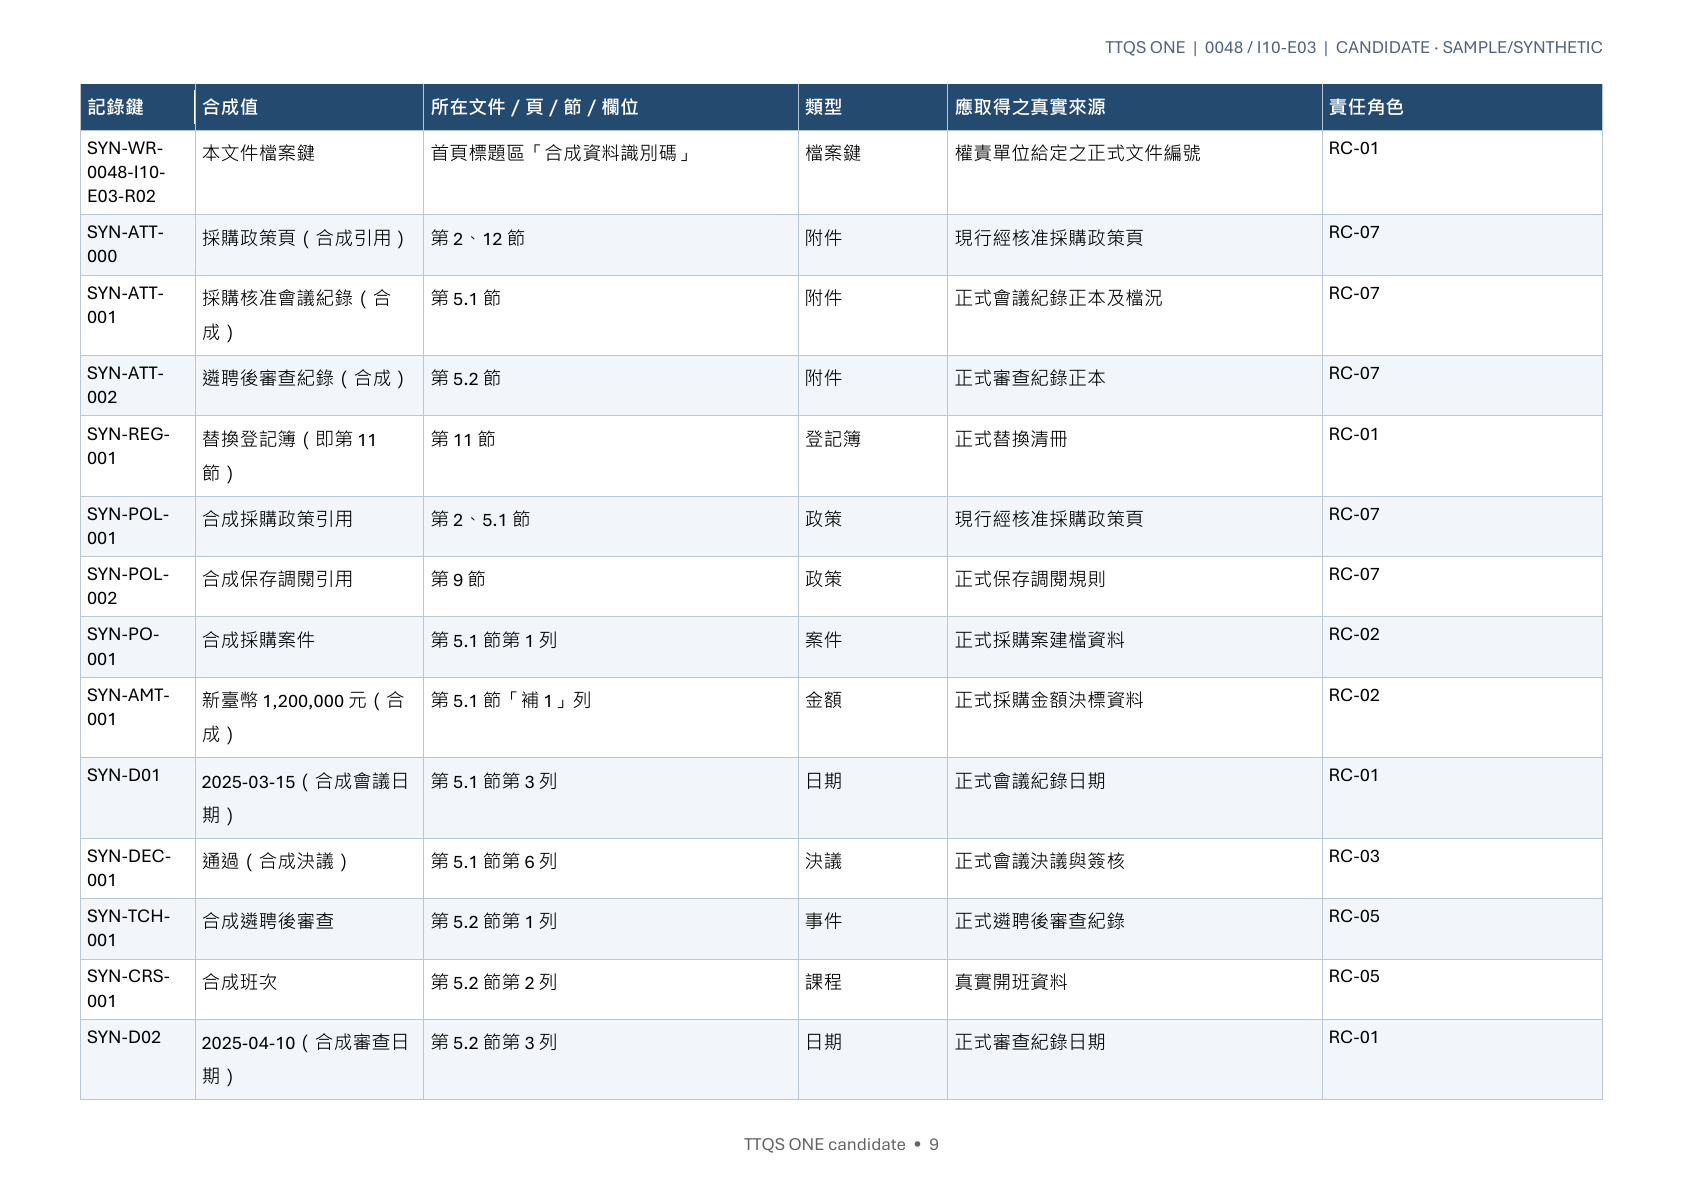 TTQS ONE | 0048 / I10-E03 | CANDIDATE · SAMPLE/SYNTHETIC
記錄鍵 合成值 所在文件 / 頁 / 節 / 欄位 類型 應取得之真實來源 責任角色
SYN-WR- 本文件檔案鍵 首頁標題區「合成資料識別碼」 檔案鍵 權責單位給定之正式文件編號 RC-01
0048-I10-
E03-R02
SYN-ATT- 採購政策頁（合成引用） 第 2、12 節 附件 現行經核准採購政策頁 RC-07
000
SYN-ATT- 採購核准會議紀錄（合 第 5.1 節 附件 正式會議紀錄正本及檔況 RC-07
001 成）
SYN-ATT- 遴聘後審查紀錄（合成） 第 5.2 節 附件 正式審查紀錄正本 RC-07
002
SYN-REG- 替換登記簿（即第 11 第 11 節 登記簿 正式替換清冊 RC-01
001 節）
SYN-POL- 合成採購政策引用 第 2、5.1 節 政策 現行經核准採購政策頁 RC-07
001
SYN-POL- 合成保存調閱引用 第 9 節 政策 正式保存調閱規則 RC-07
002
SYN-PO- 合成採購案件 第 5.1 節第 1 列 案件 正式採購案建檔資料 RC-02
001
SYN-AMT- 新臺幣 1,200,000 元（合 第 5.1 節「補 1」列 金額 正式採購金額決標資料 RC-02
001 成）
SYN-D01 2025-03-15（合成會議日 第 5.1 節第 3 列 日期 正式會議紀錄日期 RC-01
期）
SYN-DEC- 通過（合成決議） 第 5.1 節第 6 列 決議 正式會議決議與簽核 RC-03
001
SYN-TCH- 合成遴聘後審查 第 5.2 節第 1 列 事件 正式遴聘後審查紀錄 RC-05
001
SYN-CRS- 合成班次 第 5.2 節第 2 列 課程 真實開班資料 RC-05
001
SYN-D02 2025-04-10（合成審查日 第 5.2 節第 3 列 日期 正式審查紀錄日期 RC-01
期）
TTQS ONE candidate • 9